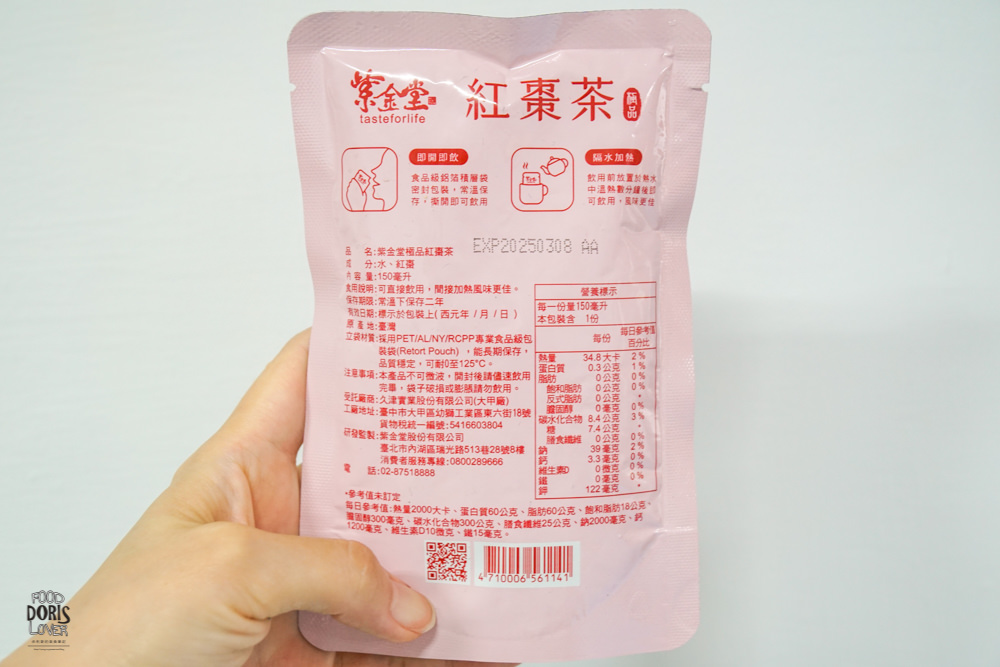 紫金堂
tasteforlife
紅棗茶
極品
即開即飲
食品級鋁箔積層袋
密封包裝，常溫保
存，撕開即可飲用
隔水加熱
飲用前放置於熱水
中溫熱數分鐘後即
可飲用，風味更佳
EXP20250308 AA
品 名:紫金堂極品紅棗茶
成 分:水、紅棗
內容量:150毫升
食用說明:可直接飲用，間接加熱風味更佳。
保存期限:常溫下保存二年
有效日期:標示於包裝上(西元年/月/日)
原產地:臺灣
立袋材質:採用PET/AL/NY/RCPP專業食品級包
裝袋(Retort Pouch)，能長期保存，
品質穩定，可耐0至125°C。
注意事項:本產品不可微波，開封後請儘速飲用
完畢，袋子破損或膨脹請勿飲用。
受託廠商:久津實業股份有限公司(大甲廠)
工廠地址:臺中市大甲區幼獅工業區東六街18號
貨物稅統一編號:5416603804
研發監製:紫金堂股份有限公司
臺北市內湖區瑞光路513巷28號8樓
消費者服務專線:0800289666
電 話:02-87518888
營養標示
每一份量150毫升
本包裝含 1份
每份 每日參考值百分比
熱量 34.8大卡 2%
蛋白質 0.3公克 1%
脂肪 0公克 0%
飽和脂肪 0公克 0%
反式脂肪 0公克 *
膽固醇 0毫克 0%
碳水化合物 8.4公克 3%
糖 7.4公克 *
膳食纖維 0公克 0%
鈉 39毫克 2%
鈣 3.3毫克 0%
維生素D 0微克 0%
鐵 0毫克 0%
鉀 122毫克 *
*參考值未訂定
每日參考值:熱量2000大卡、蛋白質60公克、脂肪60公克、飽和脂肪18公克、
膽固醇300毫克、碳水化合物300公克、膳食纖維25公克、鈉2000毫克、鈣
1200毫克、維生素D10微克、鐵15毫克。
4 710006 561141
FOOD
DORIS
LOVER